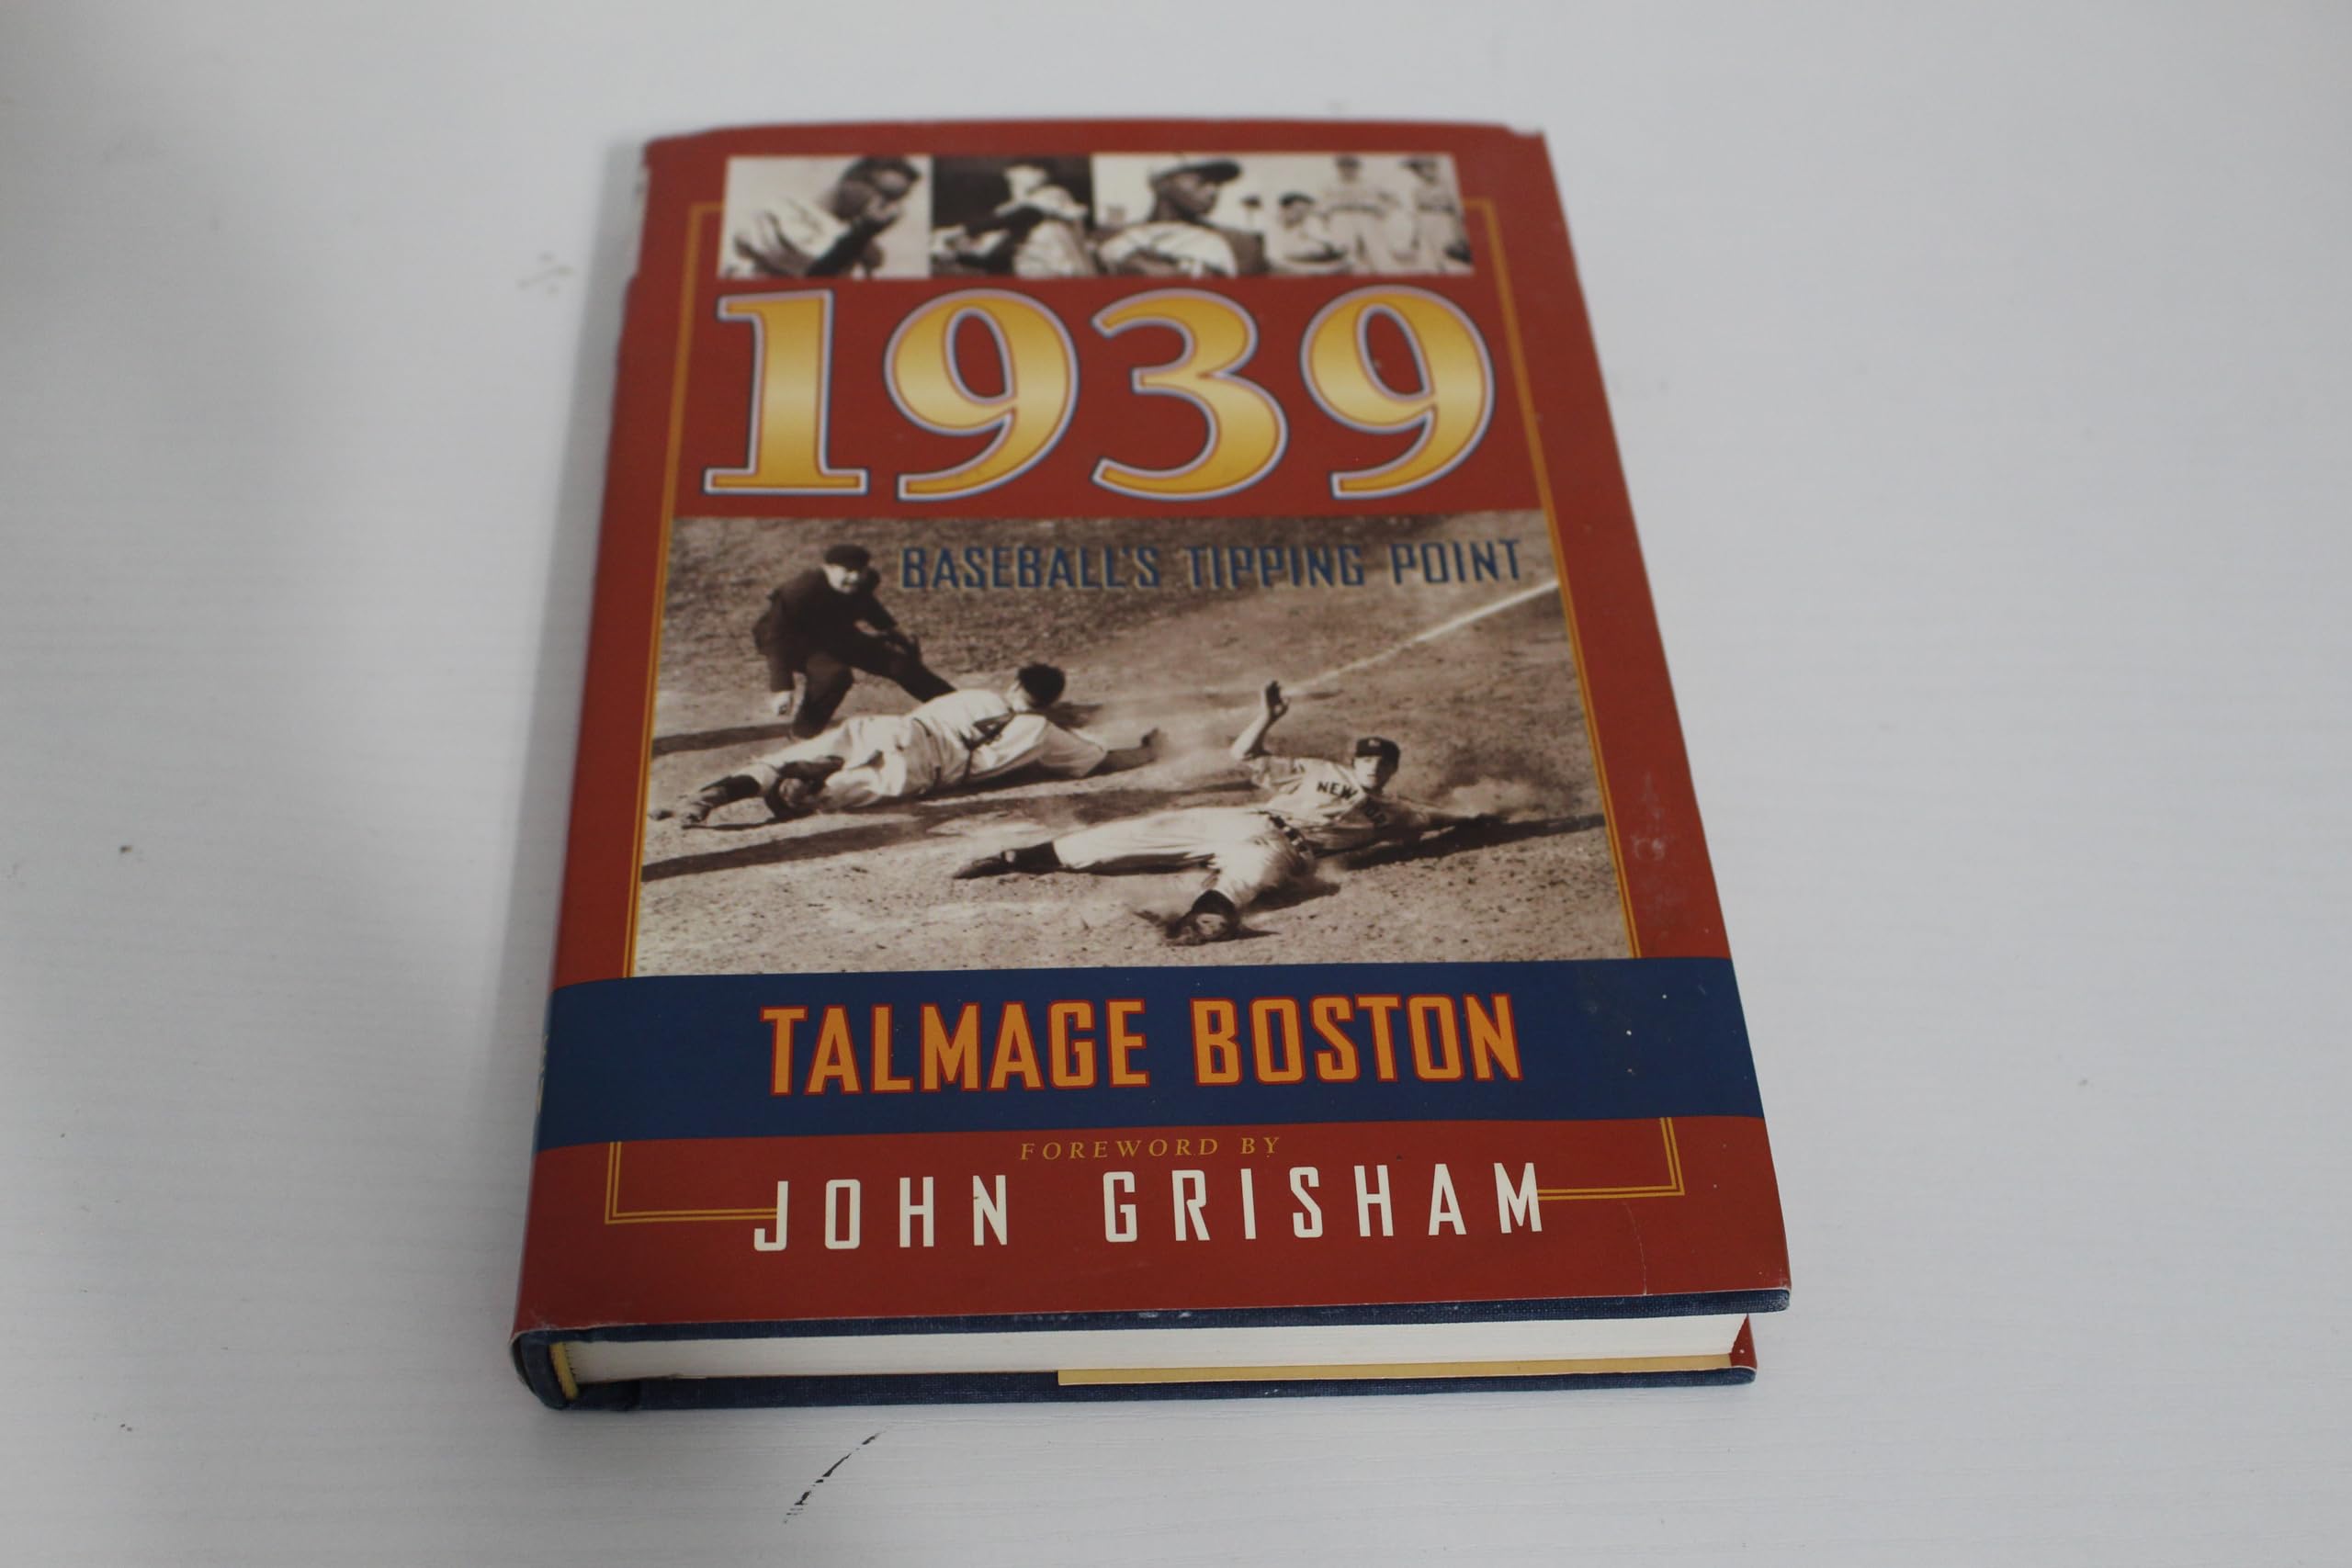 1939
BASEBALL'S TIPPING POINT
NEW
TALMAGE BOSTON
FOREWORD BY
JOHN GRISHAM